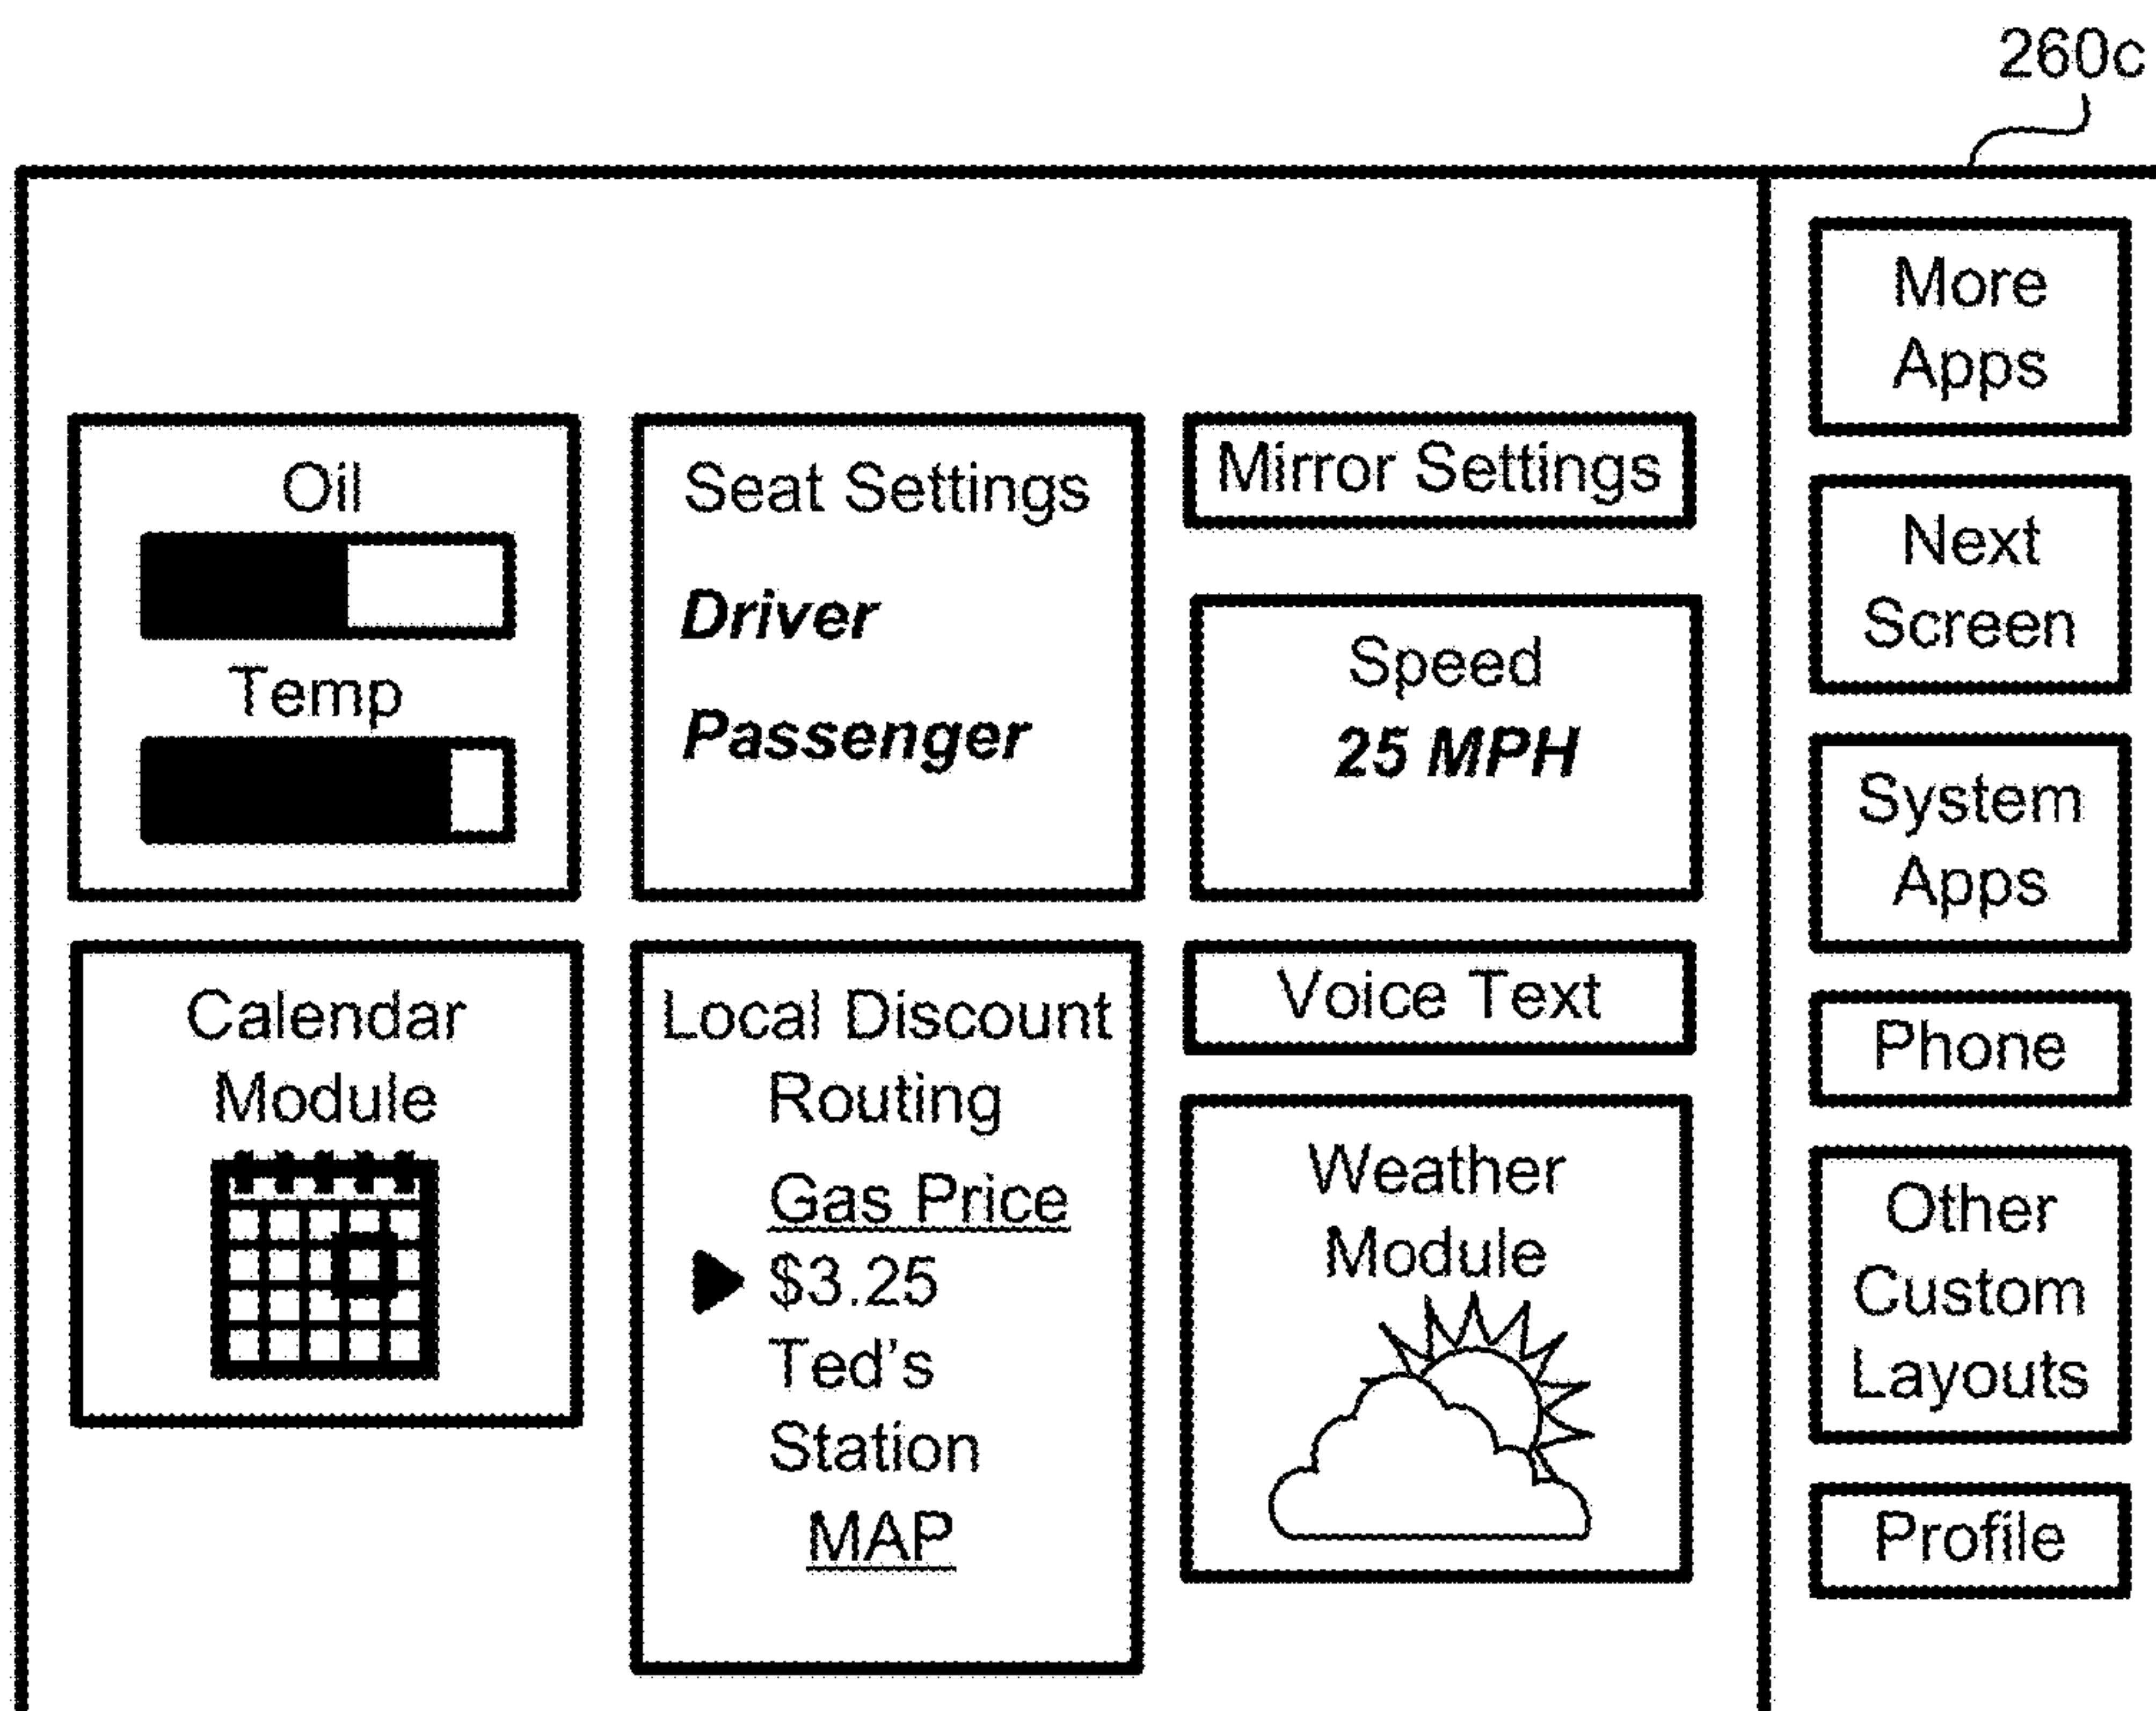 260c
Oil
Temp
Seat Settings
Driver
Passenger
Mirror Settings
Speed
25 MPH
Calendar
Module
Local Discount
Routing
Gas Price
$3.25
Ted's
Station
MAP
Voice Text
Weather
Module
More
Apps
Next
Screen
System
Apps
Phone
Other
Custom
Layouts
Profile